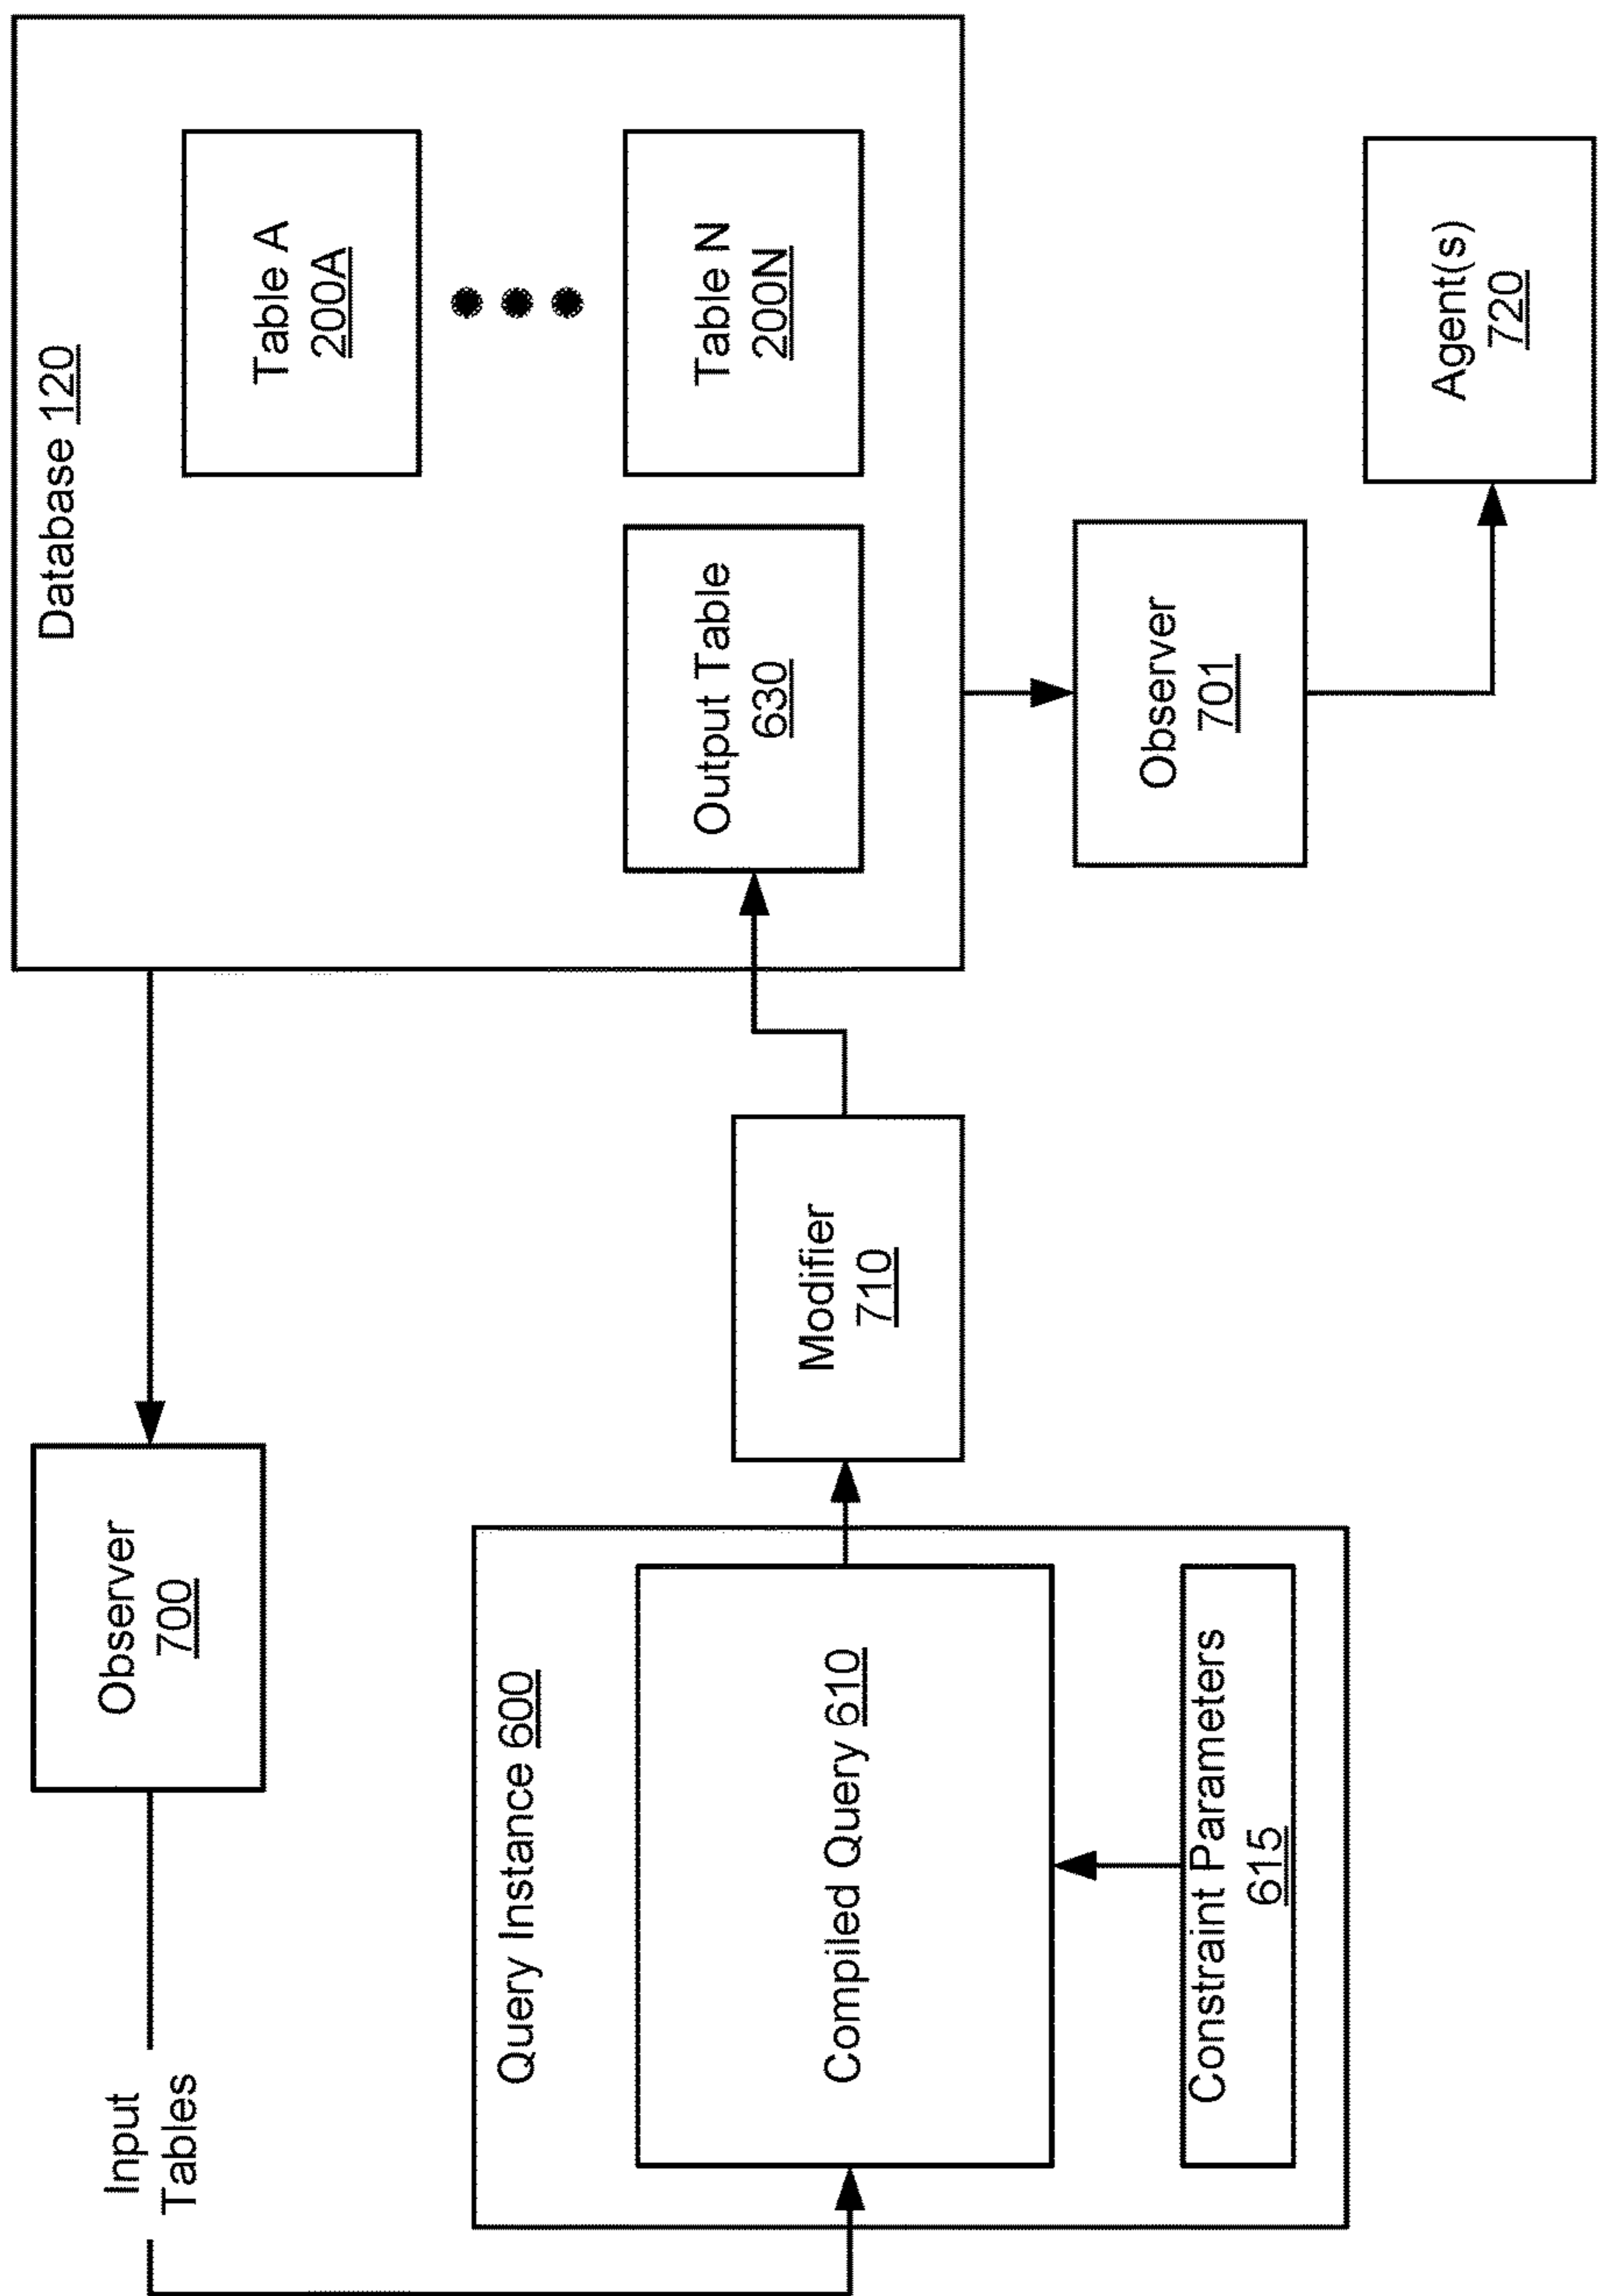 Database 120
Table A
200A
Table N
200N
Output Table
630
Observer
700
Input
Tables
Query Instance 600
Compiled Query 610
Constraint Parameters
615
Modifier
710
Observer
701
Agent(s)
720